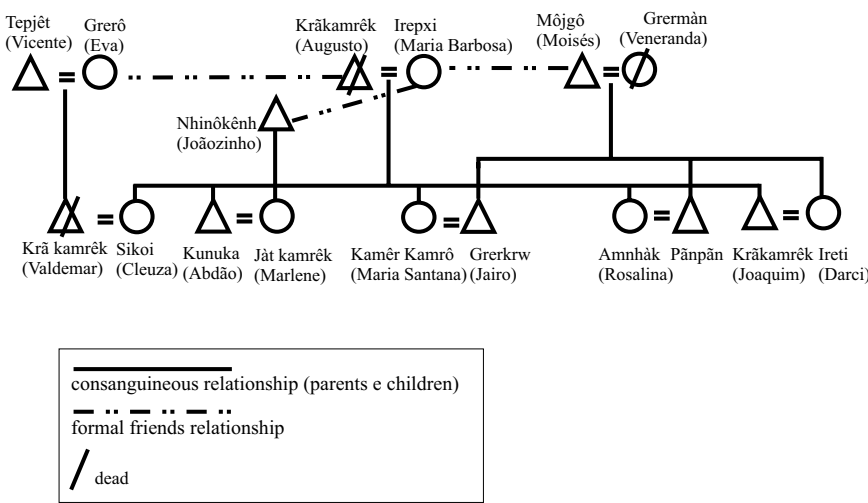 Tepjêt
(Vicente)
Grerô
(Eva)
Krãkamrêk
(Augusto)
Irepxi
(Maria Barbosa)
Môjgô
(Moisés)
Grermàn
(Veneranda)
Nhinôkênh
(Joãozinho)
Krã kamrêk
(Valdemar)
Sikoi
(Cleuza)
Kunuka
(Abdão)
Jàt kamrêk
(Marlene)
Kamêr Kamrô
(Maria Santana)
Grerkrw
(Jairo)
Amnhàk
(Rosalina)
Pãnpãn
Krãkamrêk
(Joaquim)
Ireti
(Darci)
consanguineous relationship (parents e children)
formal friends relationship
dead